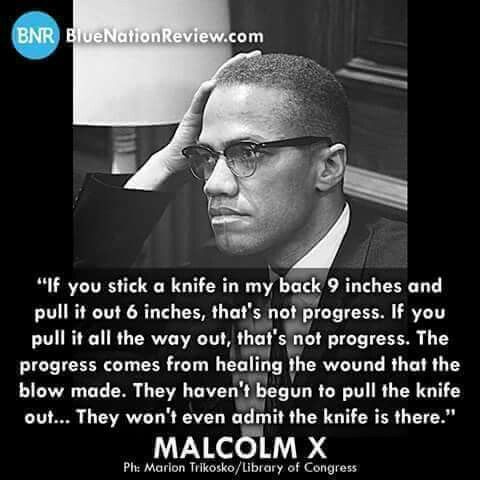 BNR BlueNationReview.com
“If you stick a knife in my back 9 inches and
pull it out 6 inches, that's not progress. If you
pull it all the way out, that's not progress. The
progress comes from healing the wound that the
blow made. They haven't begun to pull the knife
out... They won't even admit the knife is there.”
MALCOLM X
Ph: Marion Trikosko/Library of Congress